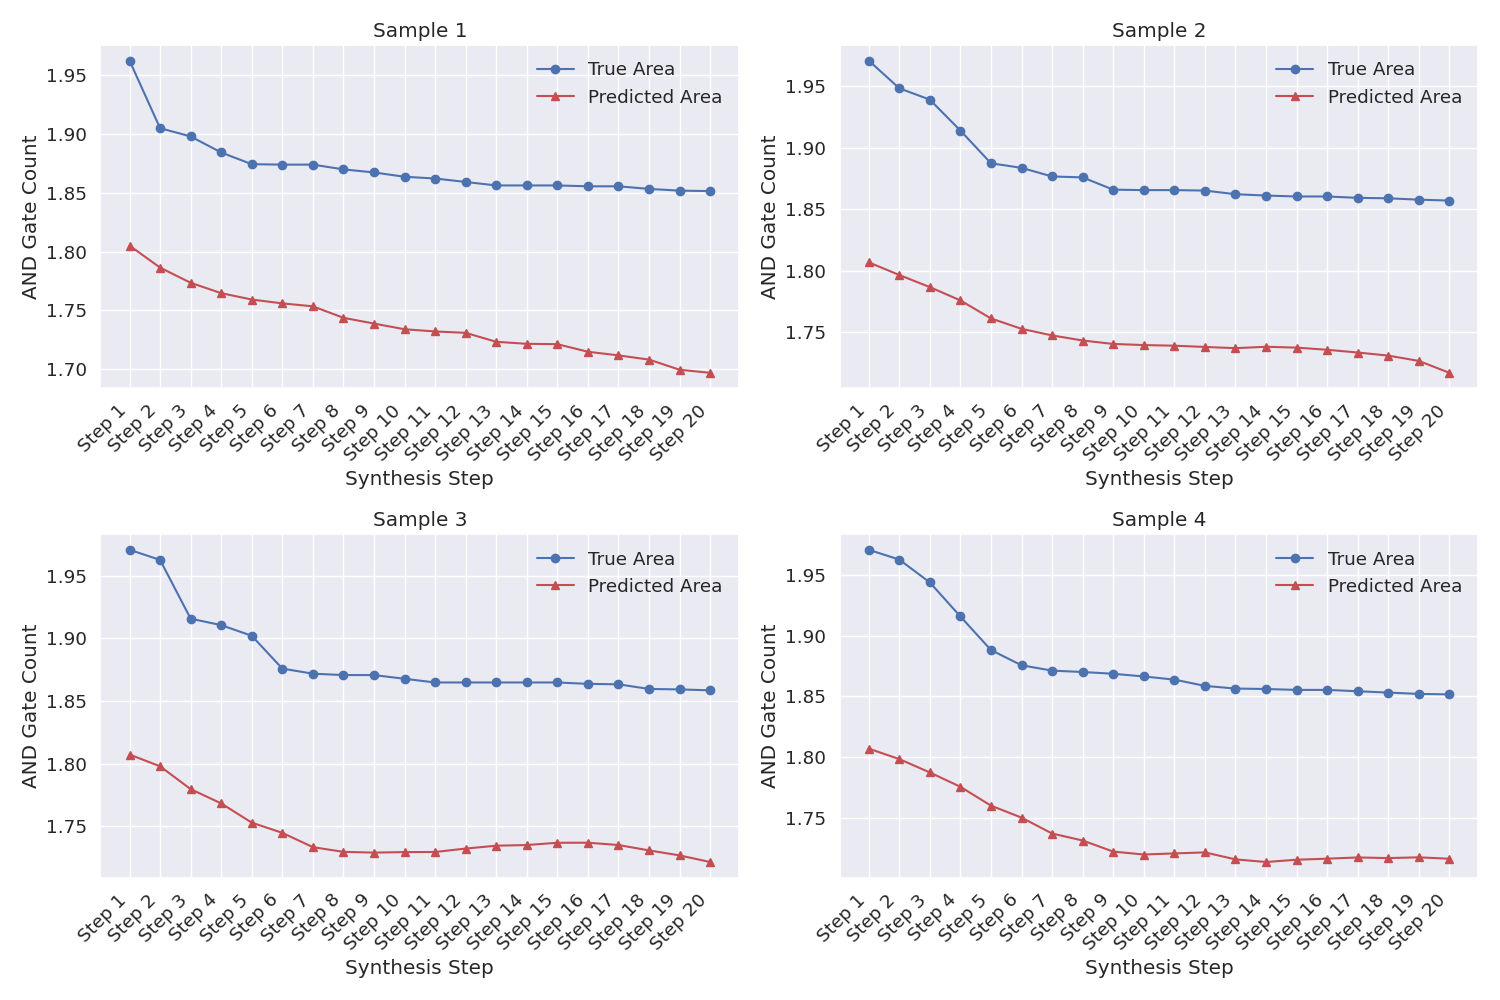 Sample 1
True Area
Predicted Area
AND Gate Count
1.95
1.90
1.85
1.80
1.75
1.70
Step 1
Step 2
Step 3
Step 4
Step 5
Step 6
Step 7
Step 8
Step 9
Step 10
Step 11
Step 12
Step 13
Step 14
Step 15
Step 16
Step 17
Step 18
Step 19
Step 20
Synthesis Step
Sample 2
True Area
Predicted Area
AND Gate Count
1.95
1.90
1.85
1.80
1.75
Step 1
Step 2
Step 3
Step 4
Step 5
Step 6
Step 7
Step 8
Step 9
Step 10
Step 11
Step 12
Step 13
Step 14
Step 15
Step 16
Step 17
Step 18
Step 19
Step 20
Synthesis Step
Sample 3
True Area
Predicted Area
AND Gate Count
1.95
1.90
1.85
1.80
1.75
Step 1
Step 2
Step 3
Step 4
Step 5
Step 6
Step 7
Step 8
Step 9
Step 10
Step 11
Step 12
Step 13
Step 14
Step 15
Step 16
Step 17
Step 18
Step 19
Step 20
Synthesis Step
Sample 4
True Area
Predicted Area
AND Gate Count
1.95
1.90
1.85
1.80
1.75
Step 1
Step 2
Step 3
Step 4
Step 5
Step 6
Step 7
Step 8
Step 9
Step 10
Step 11
Step 12
Step 13
Step 14
Step 15
Step 16
Step 17
Step 18
Step 19
Step 20
Synthesis Step